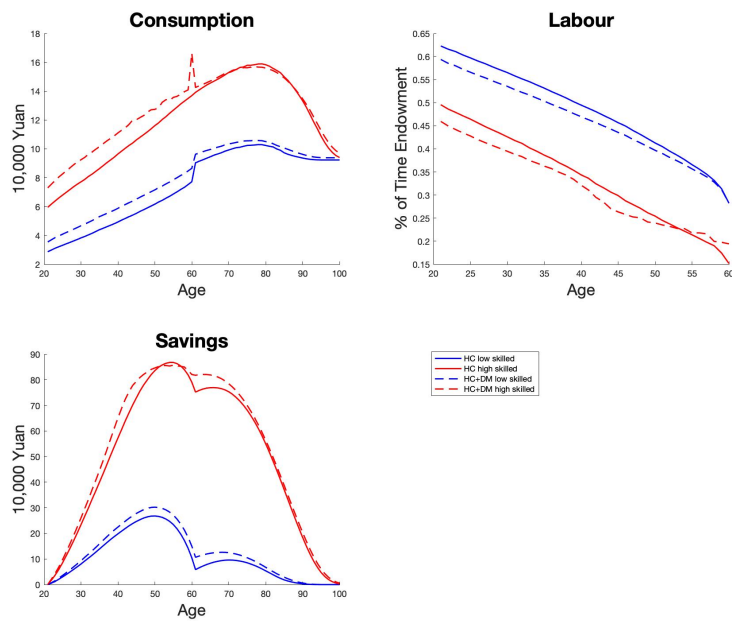 Consumption
18
16
14
12
10
8
6
4
2
10,000 Yuan
20 30 40 50 60 70 80 90 100
Age
Labour
0.65
0.6
0.55
0.5
0.45
0.4
0.35
0.3
0.25
0.2
0.15
% of Time Endowment
20 25 30 35 40 45 50 55 60
Age
Savings
90
80
70
60
50
40
30
20
10
0
10,000 Yuan
20 30 40 50 60 70 80 90 100
Age
HC low skilled
HC high skilled
HC+DM low skilled
HC+DM high skilled